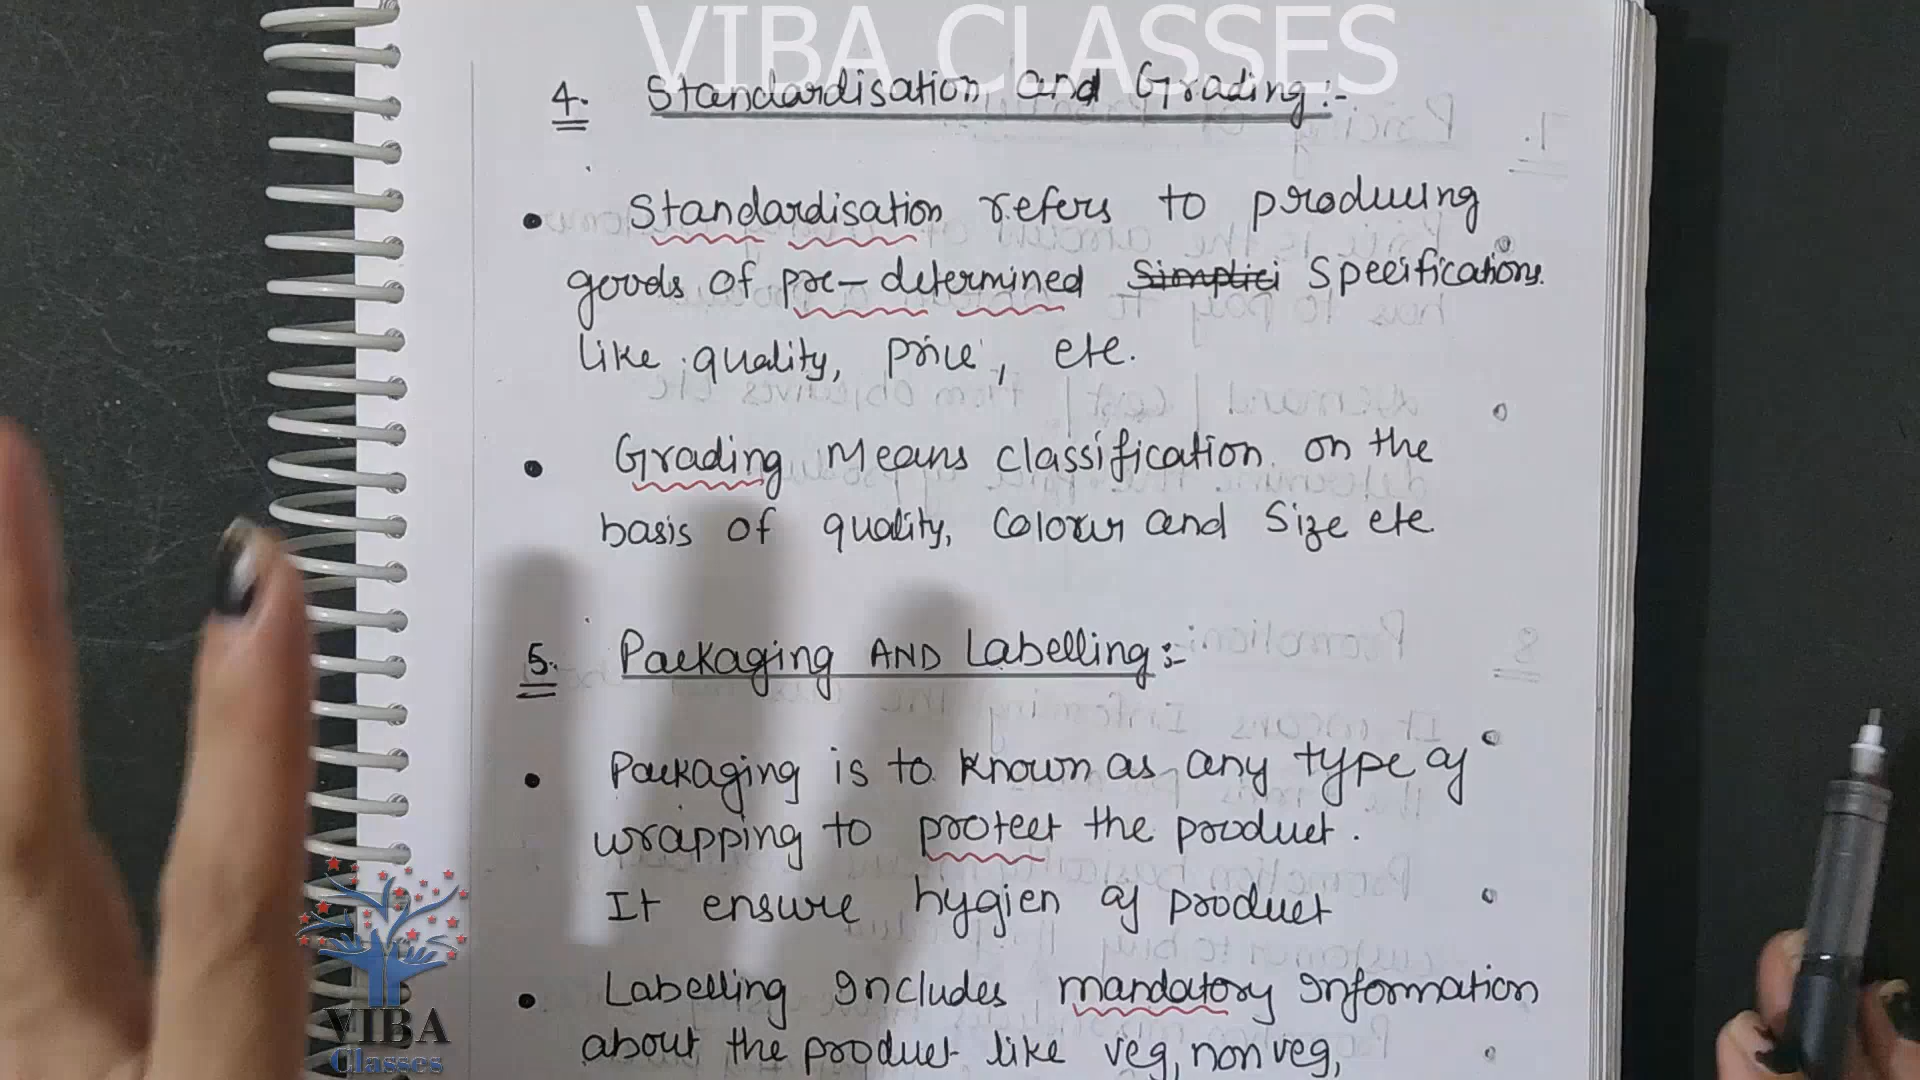 VIBA CLASSES
4. Standardisation and Grading:-
• Standardisation refers to producing
goods of pre-determined Simplici Specifications.
like quality, price, etc.
• Grading Means classification on the
basis of quality, Colour and Size etc
5. Packaging AND Labelling:-
• Packaging is to known as any type of
wrapping to protect the product.
It ensure hygien of product
• Labelling Includes mandatory Information
about the product like veg, non veg,
VIBA
Classes